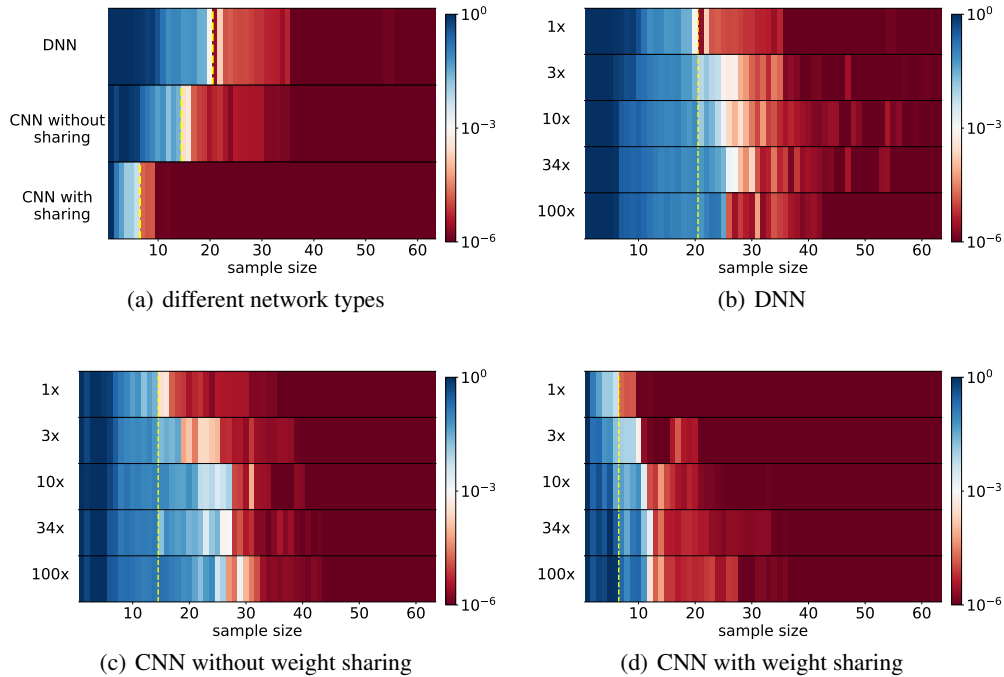 DNN
CNN without
sharing
CNN with
sharing
10 20 30 40 50 60
sample size
10^0
10^-3
10^-6
(a) different network types
1x
3x
10x
34x
100x
10 20 30 40 50 60
sample size
10^0
10^-3
10^-6
(b) DNN
1x
3x
10x
34x
100x
10 20 30 40 50 60
sample size
10^0
10^-3
10^-6
(c) CNN without weight sharing
1x
3x
10x
34x
100x
10 20 30 40 50 60
sample size
10^0
10^-3
10^-6
(d) CNN with weight sharing